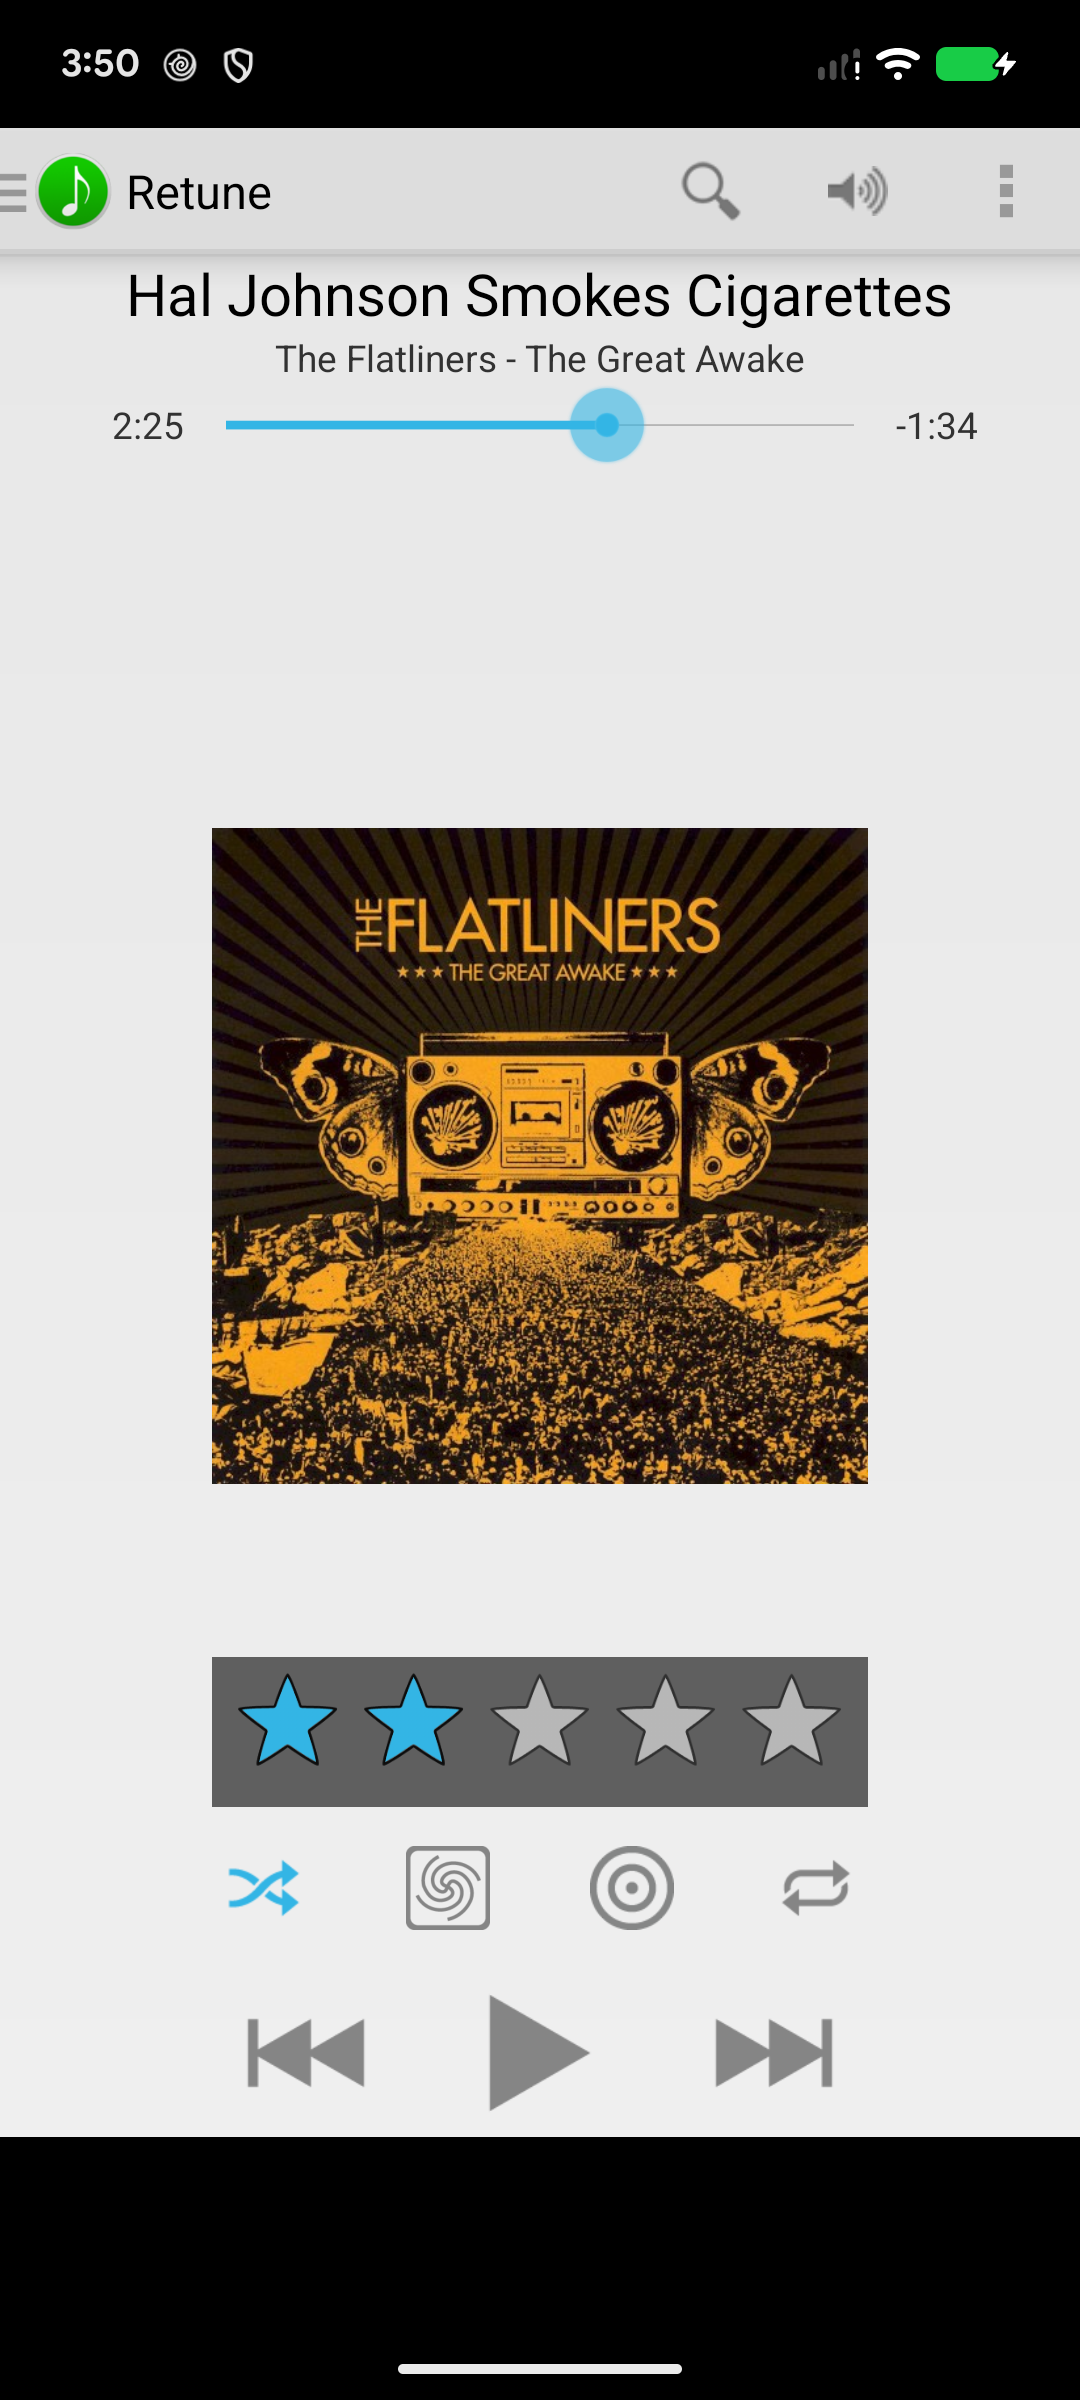 3:50
Retune
Hal Johnson Smokes Cigarettes
The Flatliners - The Great Awake
2:25
-1:34
THE FLATLINERS
★★★ THE GREAT AWAKE ★★★